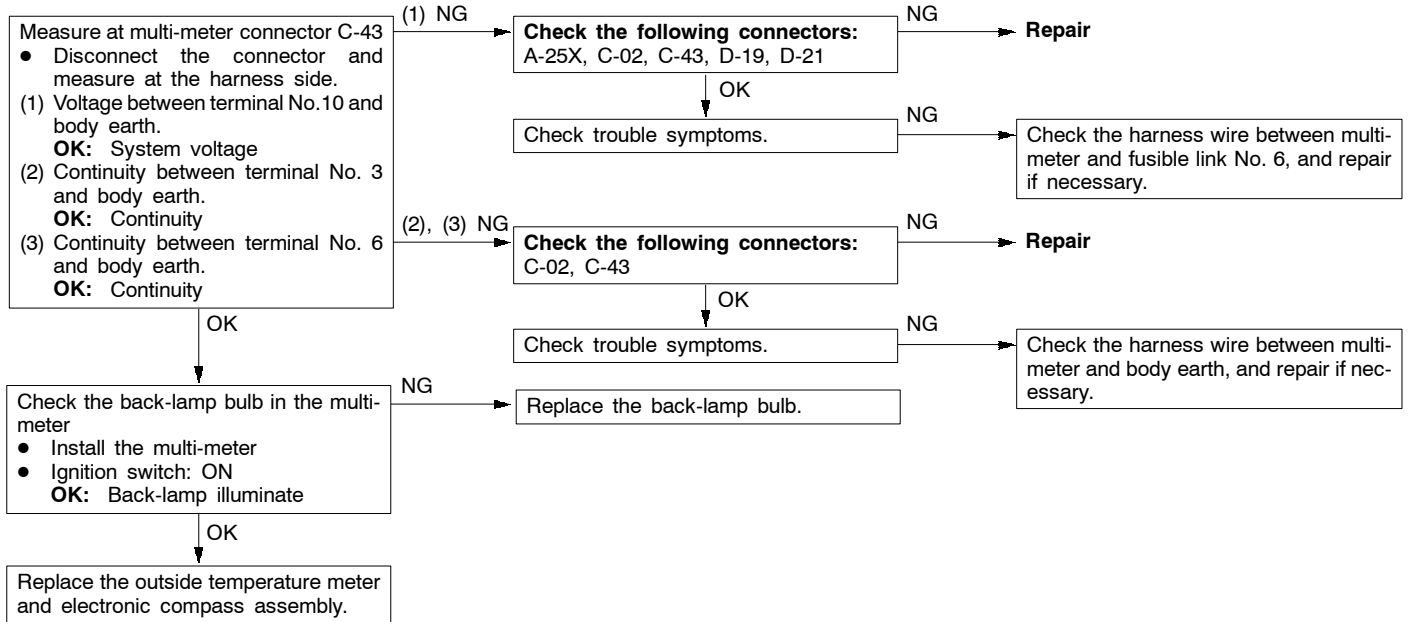 Measure at multi-meter connector C-43
● Disconnect the connector and
measure at the harness side.
(1) Voltage between terminal No.10 and
body earth.
OK: System voltage
(2) Continuity between terminal No. 3
and body earth.
OK: Continuity
(3) Continuity between terminal No. 6
and body earth.
OK: Continuity
(1) NG
Check the following connectors:
A-25X, C-02, C-43, D-19, D-21
NG
Repair
OK
Check trouble symptoms.
NG
Check the harness wire between multi-
meter and fusible link No. 6, and repair
if necessary.
(2), (3) NG
Check the following connectors:
C-02, C-43
NG
Repair
OK
Check trouble symptoms.
NG
Check the harness wire between multi-
meter and body earth, and repair if nec-
essary.
OK
Check the back-lamp bulb in the multi-
meter
● Install the multi-meter
● Ignition switch: ON
OK: Back-lamp illuminate
NG
Replace the back-lamp bulb.
OK
Replace the outside temperature meter
and electronic compass assembly.